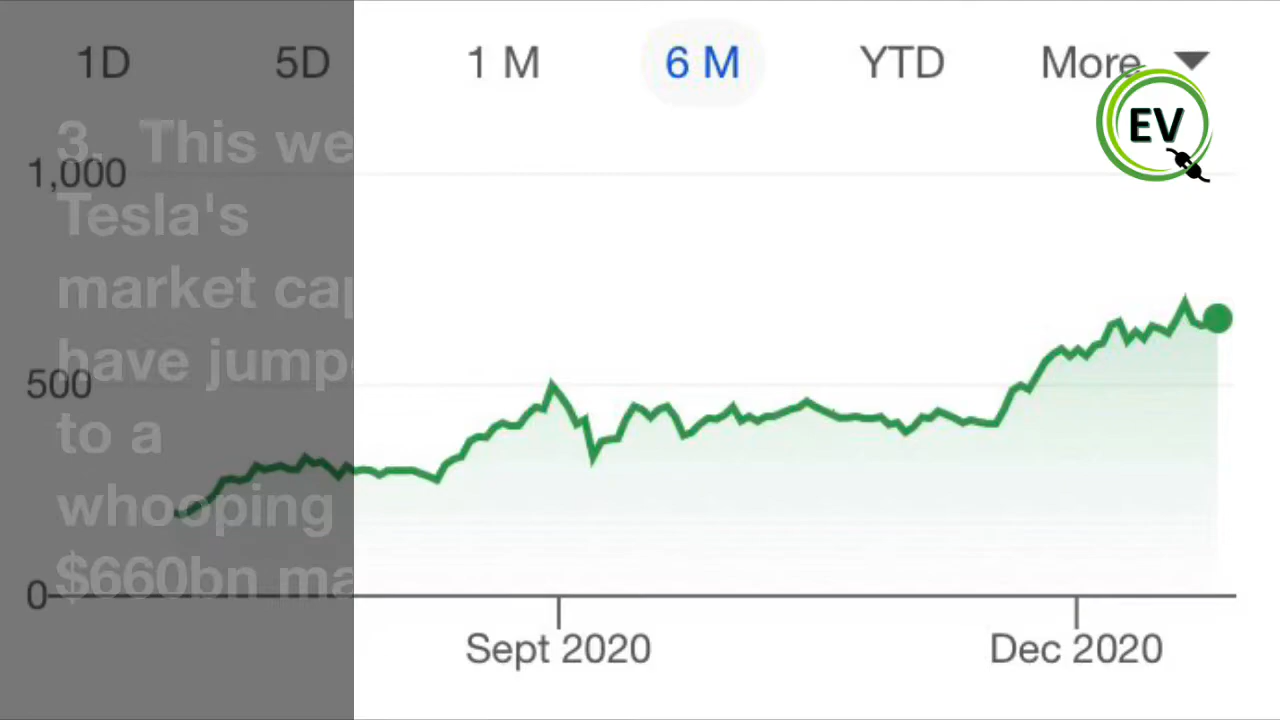 1D 5D 1 M 6 M YTD More
EV
3. This we
1,000
Tesla's
market cap
have jump
500
to a
whooping
$660bn ma
0
Sept 2020 Dec 2020